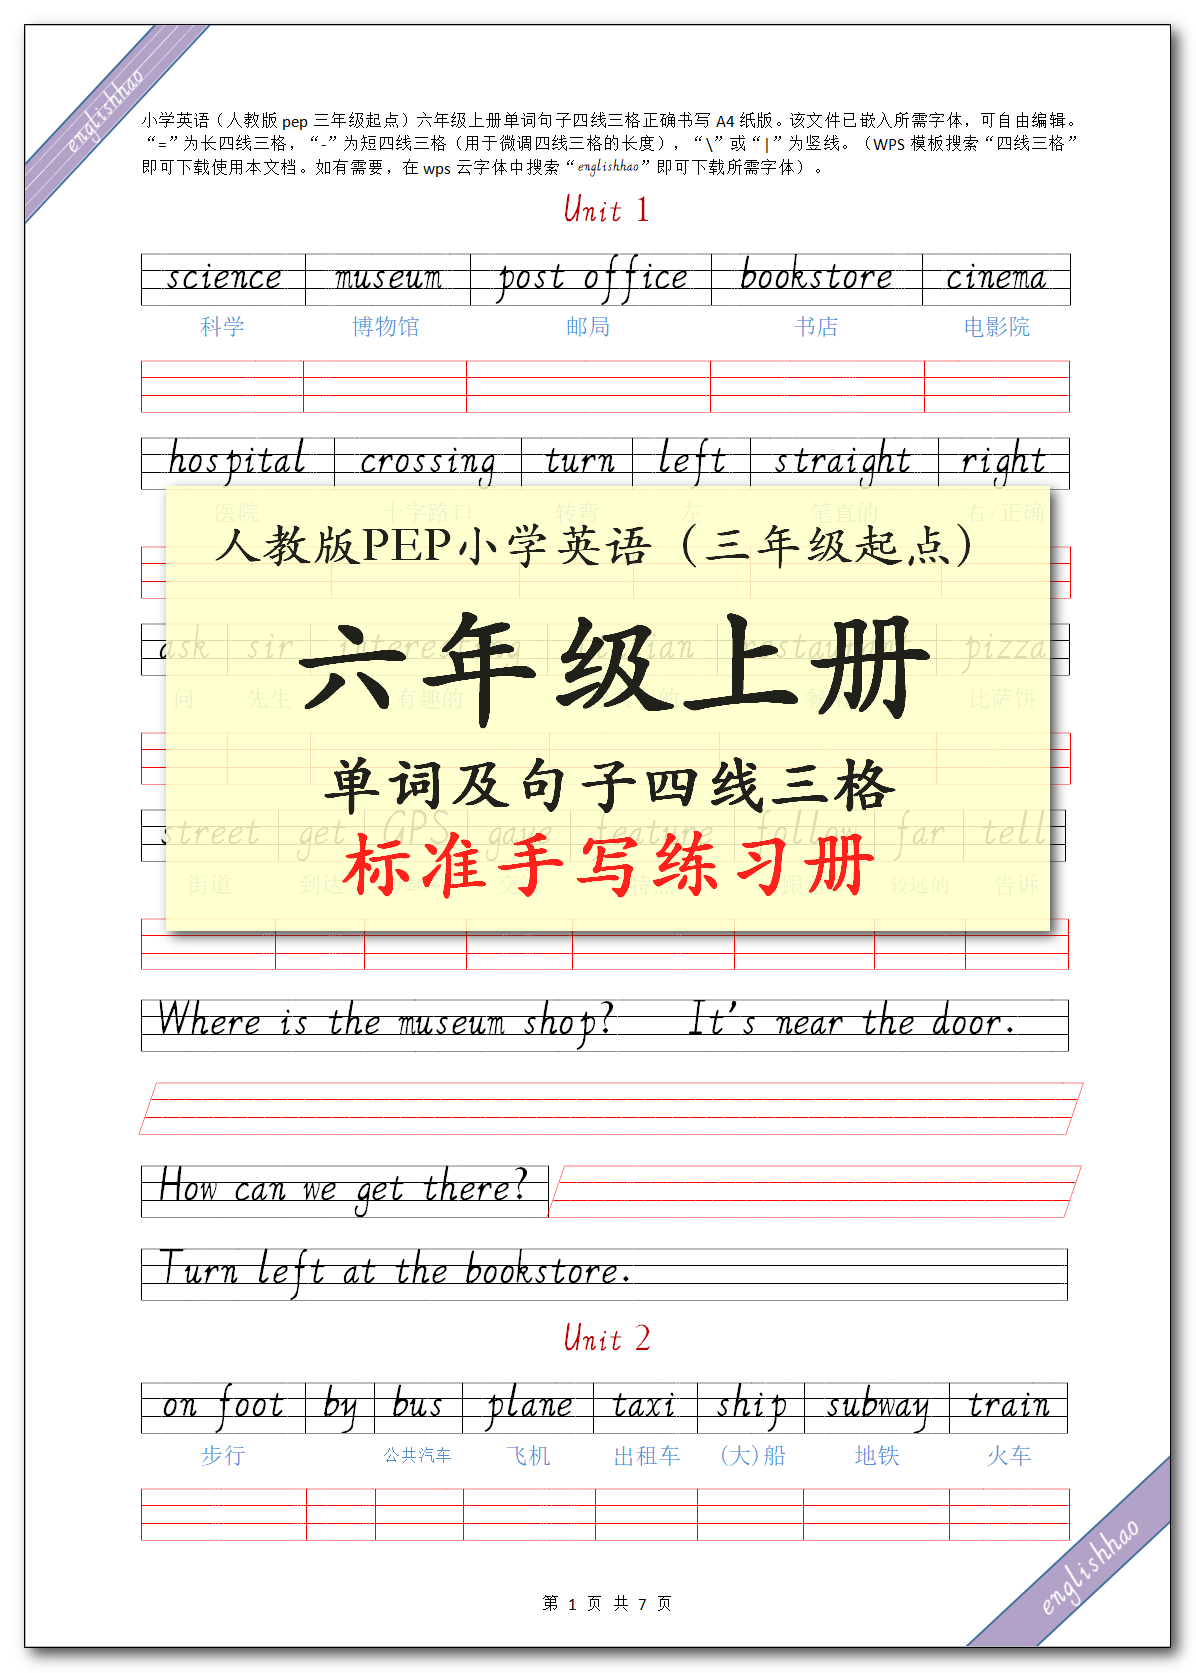 englishhao
小学英语（人教版 pep 三年级起点）六年级上册单词句子四线三格正确书写 A4 纸版。该文件已嵌入所需字体，可自由编辑。
“=”为长四线三格，“-”为短四线三格（用于微调四线三格的长度），“\”或“|”为竖线。（WPS 模板搜索“四线三格”
即可下载使用本文档。如有需要，在 wps 云字体中搜索“englishhao”即可下载所需字体）。
Unit 1
science museum post office bookstore cinema
科学 博物馆 邮局 书店 电影院
hospital crossing turn left straight right
医院 十字路口 转弯 左 笔直的 右/正确
人教版PEP小学英语（三年级起点）
ask sir interesting restaurant pizza
六年级上册
问 先生 有趣的 比萨饼
单词及句子四线三格
street get GPS gave feature follow far tell
标准手写练习册
街道 到达 特点 较远的 告诉
Where is the museum shop? It's near the door.
How can we get there?
Turn left at the bookstore.
Unit 2
on foot by bus plane taxi ship subway train
步行 公共汽车 飞机 出租车 (大)船 地铁 火车
englishhao
第 1 页 共 7 页